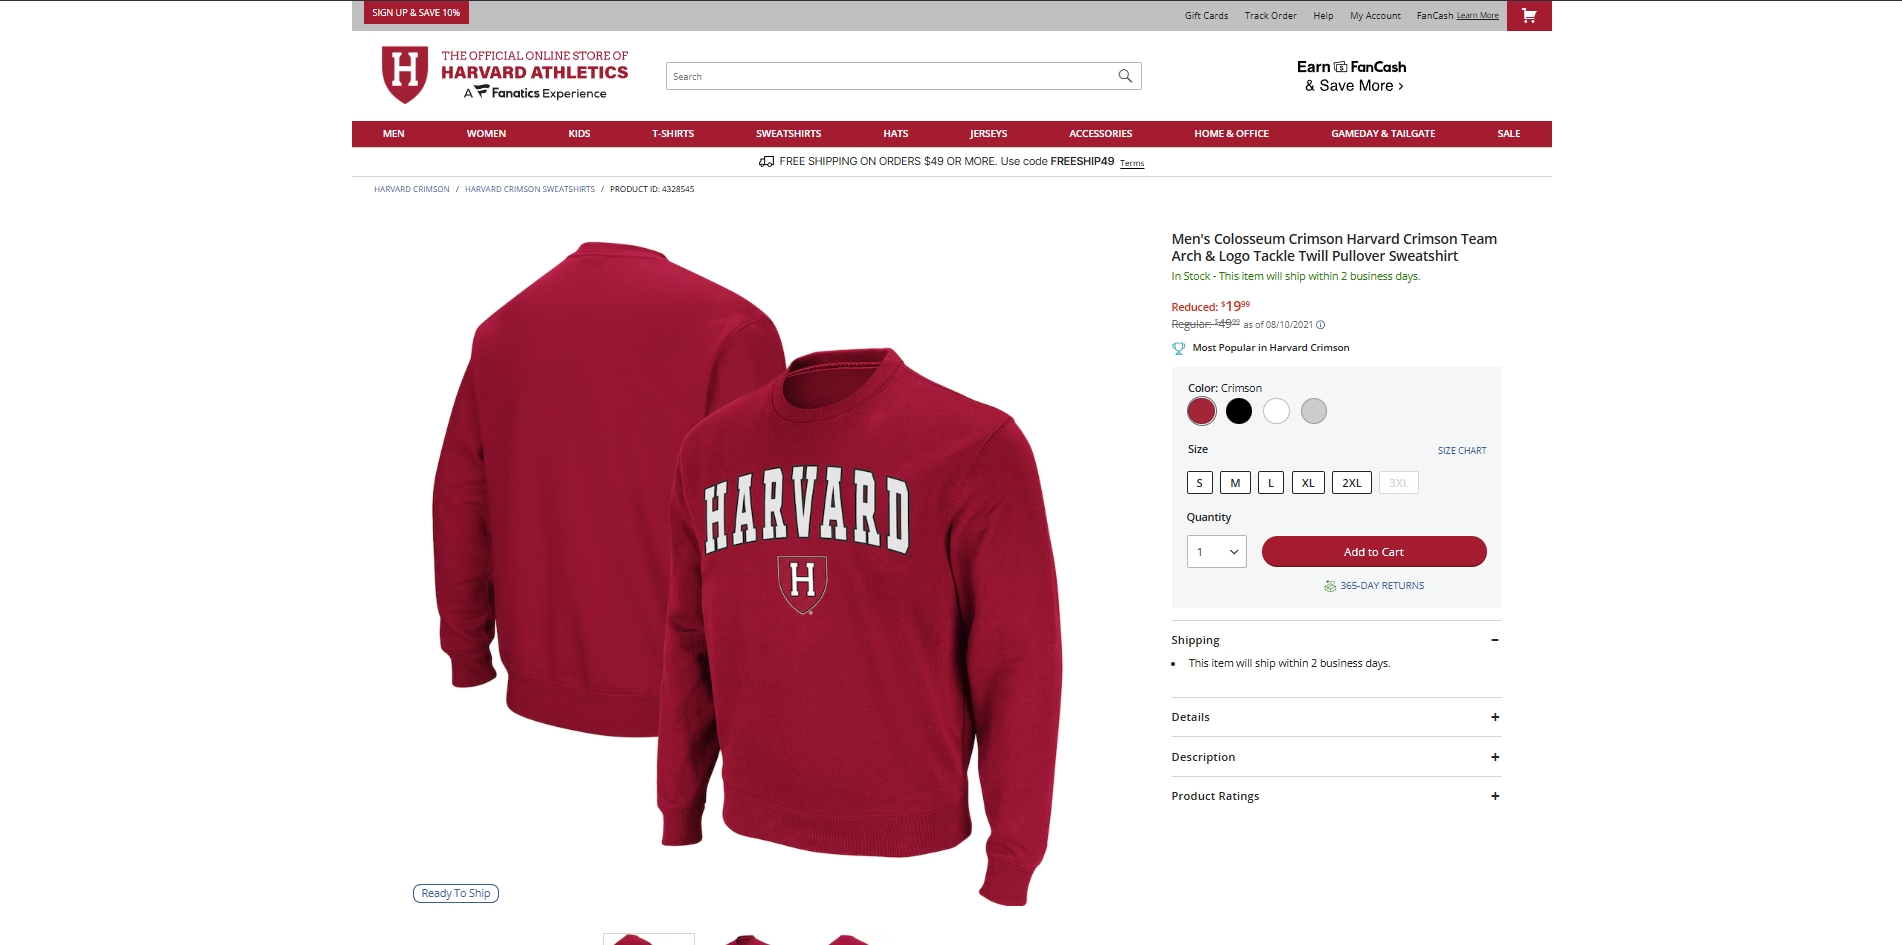 SIGN UP & SAVE 10%
Gift Cards Track Order Help My Account FanCash Learn More
H
THE OFFICIAL ONLINE STORE OF
HARVARD ATHLETICS
A Fanatics Experience
Search
Earn FanCash
& Save More ›
MEN WOMEN KIDS T-SHIRTS SWEATSHIRTS HATS JERSEYS ACCESSORIES HOME & OFFICE GAMEDAY & TAILGATE SALE
FREE SHIPPING ON ORDERS $49 OR MORE. Use code FREESHIP49 Terms
HARVARD CRIMSON / HARVARD CRIMSON SWEATSHIRTS / PRODUCT ID: 4328545
HARVARD
H
Ready To Ship
Men's Colosseum Crimson Harvard Crimson Team
Arch & Logo Tackle Twill Pullover Sweatshirt
In Stock - This item will ship within 2 business days.
Reduced: $1999
Regular: $4999 as of 08/10/2021
Most Popular in Harvard Crimson
Color: Crimson
Size SIZE CHART
S M L XL 2XL 3XL
Quantity
1 Add to Cart
365-DAY RETURNS
Shipping −
• This item will ship within 2 business days.
Details +
Description +
Product Ratings +